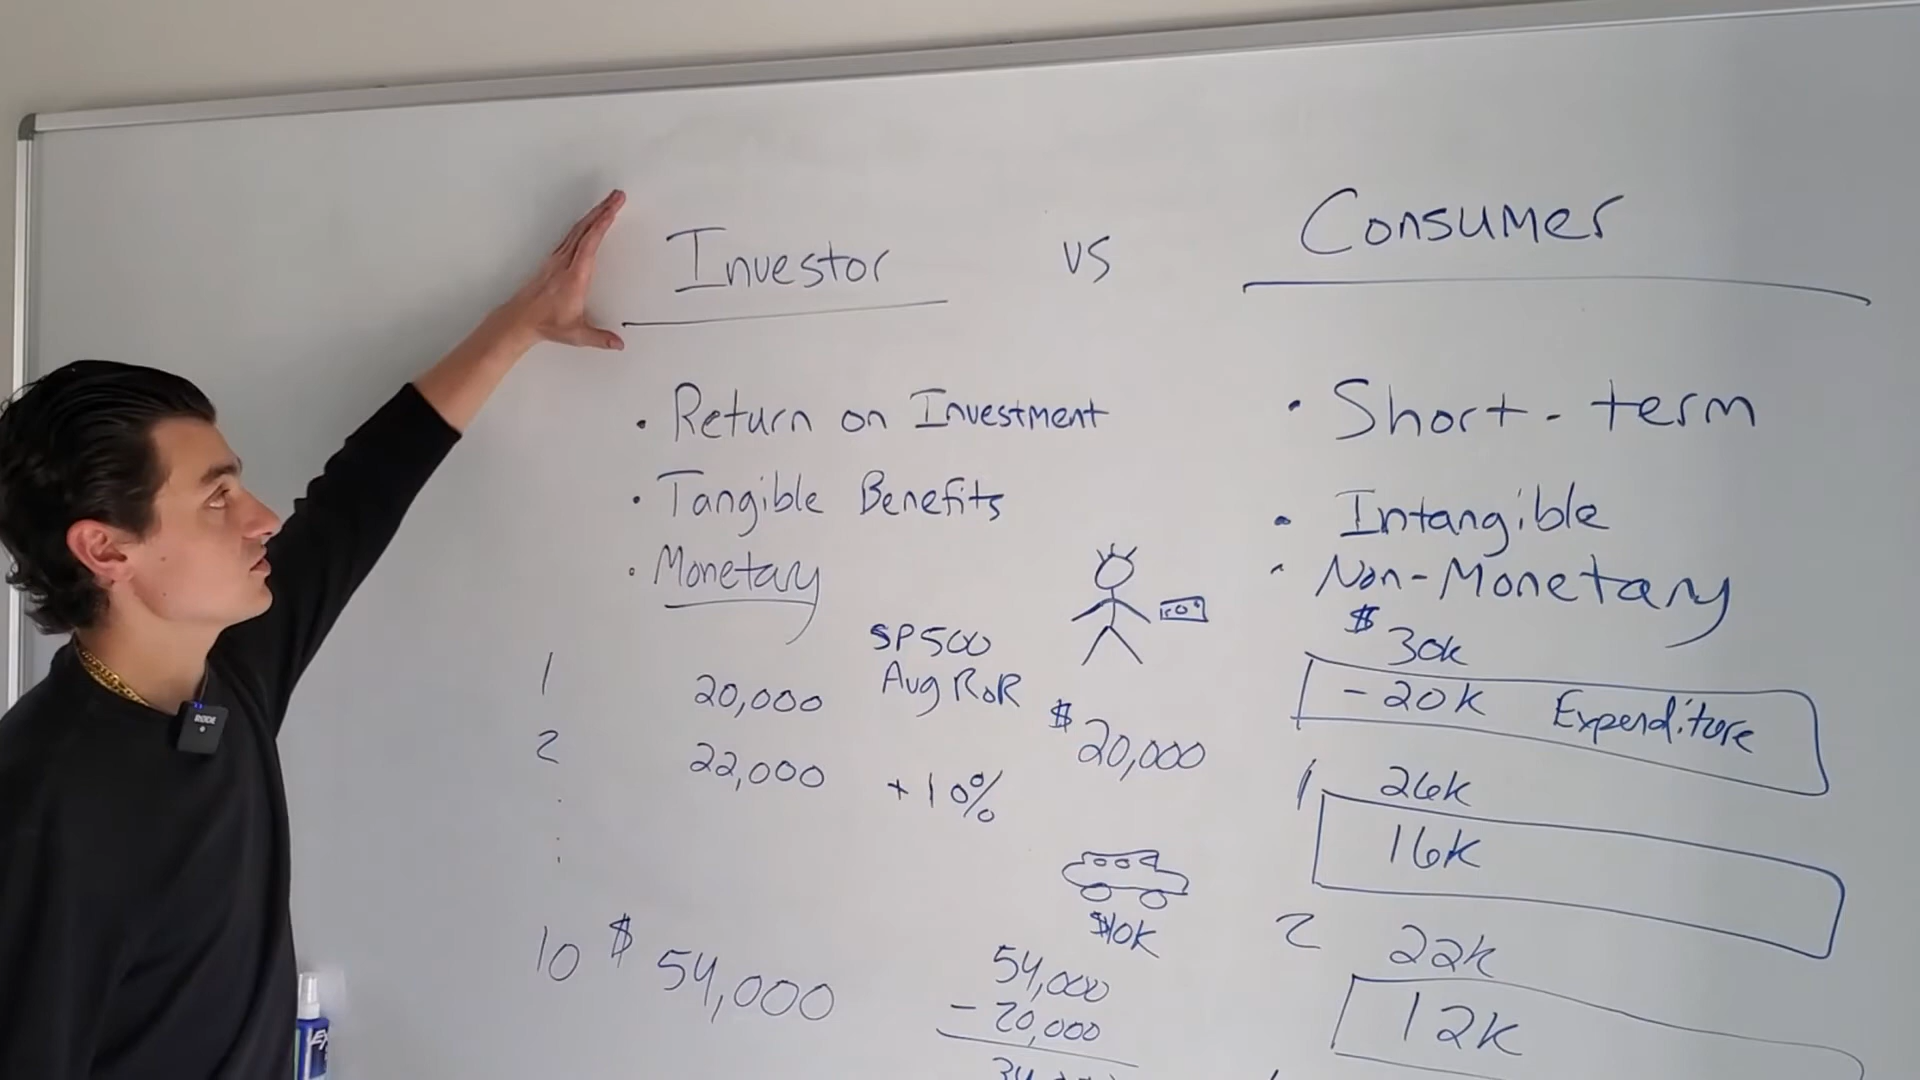 Investor vs Consumer
• Return on Investment
• Tangible Benefits
• Monetary
SP500
Avg RoR
1 20,000
2 22,000
+10%
$20,000
10 $54,000
$10K
54,000
- 20,000
• Short-term
• Intangible
• Non-Monetary
$30k
-20k Expenditure
1 26k
16k
2 22k
12k
RODE